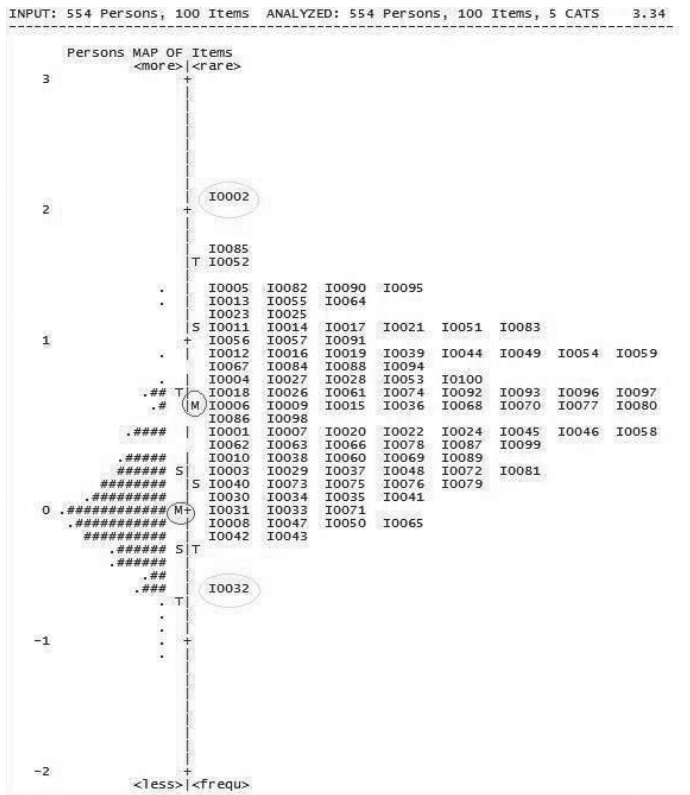 INPUT: 554 Persons, 100 Items ANALYZED: 554 Persons, 100 Items, 5 CATS 3.34
--------------------------------------------------------------------------------
Persons MAP OF Items
<more>|<rare>
3 +
|
|
|
|
|
|
|
|
| I0002
2 +
|
|
| I0085
|T I0052
|
. | I0005 I0082 I0090 I0095
. | I0013 I0055 I0064
| I0023 I0025
|S I0011 I0014 I0017 I0021 I0051 I0083
1 + I0056 I0057 I0091
. | I0012 I0016 I0019 I0039 I0044 I0049 I0054 I0059
| I0067 I0084 I0088 I0094
. | I0004 I0027 I0028 I0053 I0100
.## T| I0018 I0026 I0061 I0074 I0092 I0093 I0096 I0097
.# |M I0006 I0009 I0015 I0036 I0068 I0070 I0077 I0080
| I0086 I0098
.#### | I0001 I0007 I0020 I0022 I0024 I0045 I0046 I0058
| I0062 I0063 I0066 I0078 I0087 I0099
.##### | I0010 I0038 I0060 I0069 I0089
###### S| I0003 I0029 I0037 I0048 I0072 I0081
######## |S I0040 I0073 I0075 I0076 I0079
.######### | I0030 I0034 I0035 I0041
0 .############ M+ I0031 I0033 I0071
.########### | I0008 I0047 I0050 I0065
########## | I0042 I0043
.###### S|T
.###### |
.## |
.### | I0032
. T|
. |
. |
-1 . +
. |
|
|
|
|
|
|
|
-2 +
<less>|<frequ>